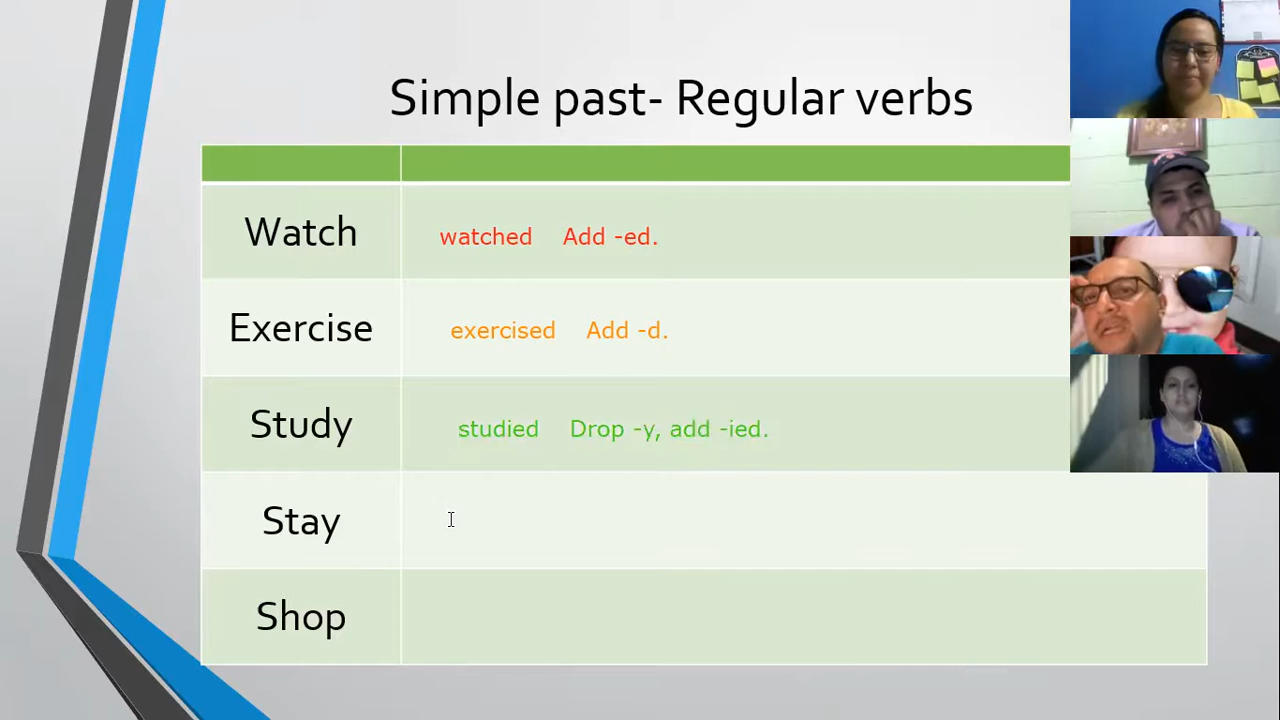 Simple past- Regular verbs
Watch watched Add -ed.
Exercise exercised Add -d.
Study studied Drop -y, add -ied.
Stay
Shop